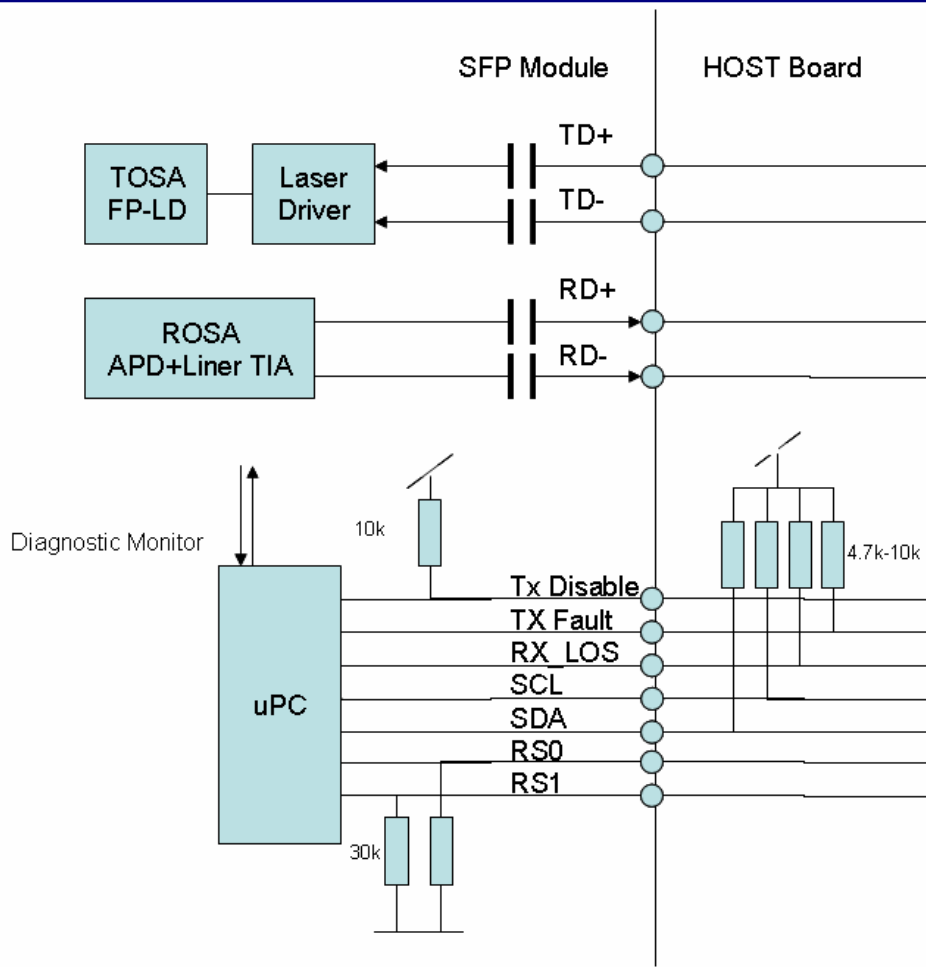 SFP Module
HOST Board
TD+
TOSA
FP-LD
Laser
Driver
TD-
RD+
ROSA
APD+Liner TIA
RD-
10k
4.7k-10k
Diagnostic Monitor
Tx Disable
TX Fault
RX_LOS
SCL
uPC
SDA
RS0
RS1
30k